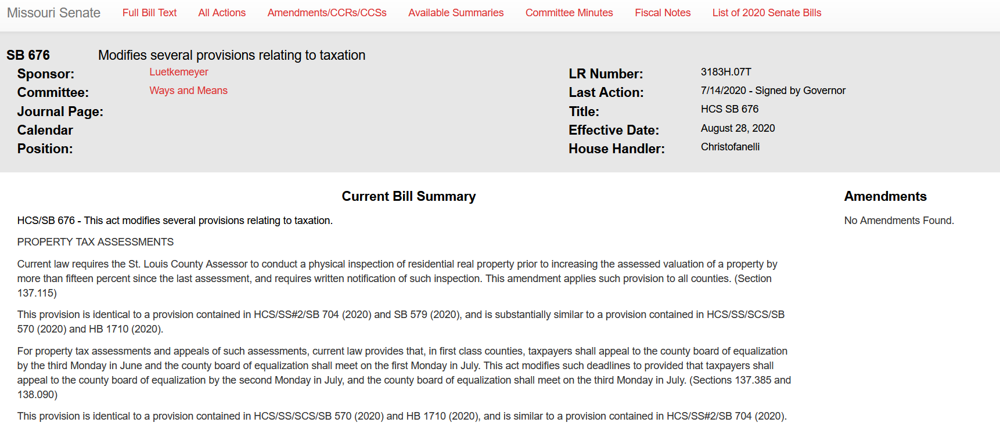 Missouri Senate Full Bill Text All Actions Amendments/CCRs/CCSs Available Summaries Committee Minutes Fiscal Notes List of 2020 Senate Bills
SB 676 Modifies several provisions relating to taxation
Sponsor: Luetkemeyer LR Number: 3183H.07T
Committee: Ways and Means Last Action: 7/14/2020 - Signed by Governor
Journal Page: Title: HCS SB 676
Calendar Effective Date: August 28, 2020
Position: House Handler: Christofanelli
Current Bill Summary
HCS/SB 676 - This act modifies several provisions relating to taxation.
PROPERTY TAX ASSESSMENTS
Current law requires the St. Louis County Assessor to conduct a physical inspection of residential real property prior to increasing the assessed valuation of a property by
more than fifteen percent since the last assessment, and requires written notification of such inspection. This amendment applies such provision to all counties. (Section
137.115)
This provision is identical to a provision contained in HCS/SS#2/SB 704 (2020) and SB 579 (2020), and is substantially similar to a provision contained in HCS/SS/SCS/SB
570 (2020) and HB 1710 (2020).
For property tax assessments and appeals of such assessments, current law provides that, in first class counties, taxpayers shall appeal to the county board of equalization
by the third Monday in June and the county board of equalization shall meet on the first Monday in July. This act modifies such deadlines to provided that taxpayers shall
appeal to the county board of equalization by the second Monday in July, and the county board of equalization shall meet on the third Monday in July. (Sections 137.385 and
138.090)
This provision is identical to a provision contained in HCS/SS/SCS/SB 570 (2020) and HB 1710 (2020), and is similar to a provision contained in HCS/SS#2/SB 704 (2020).
Amendments
No Amendments Found.